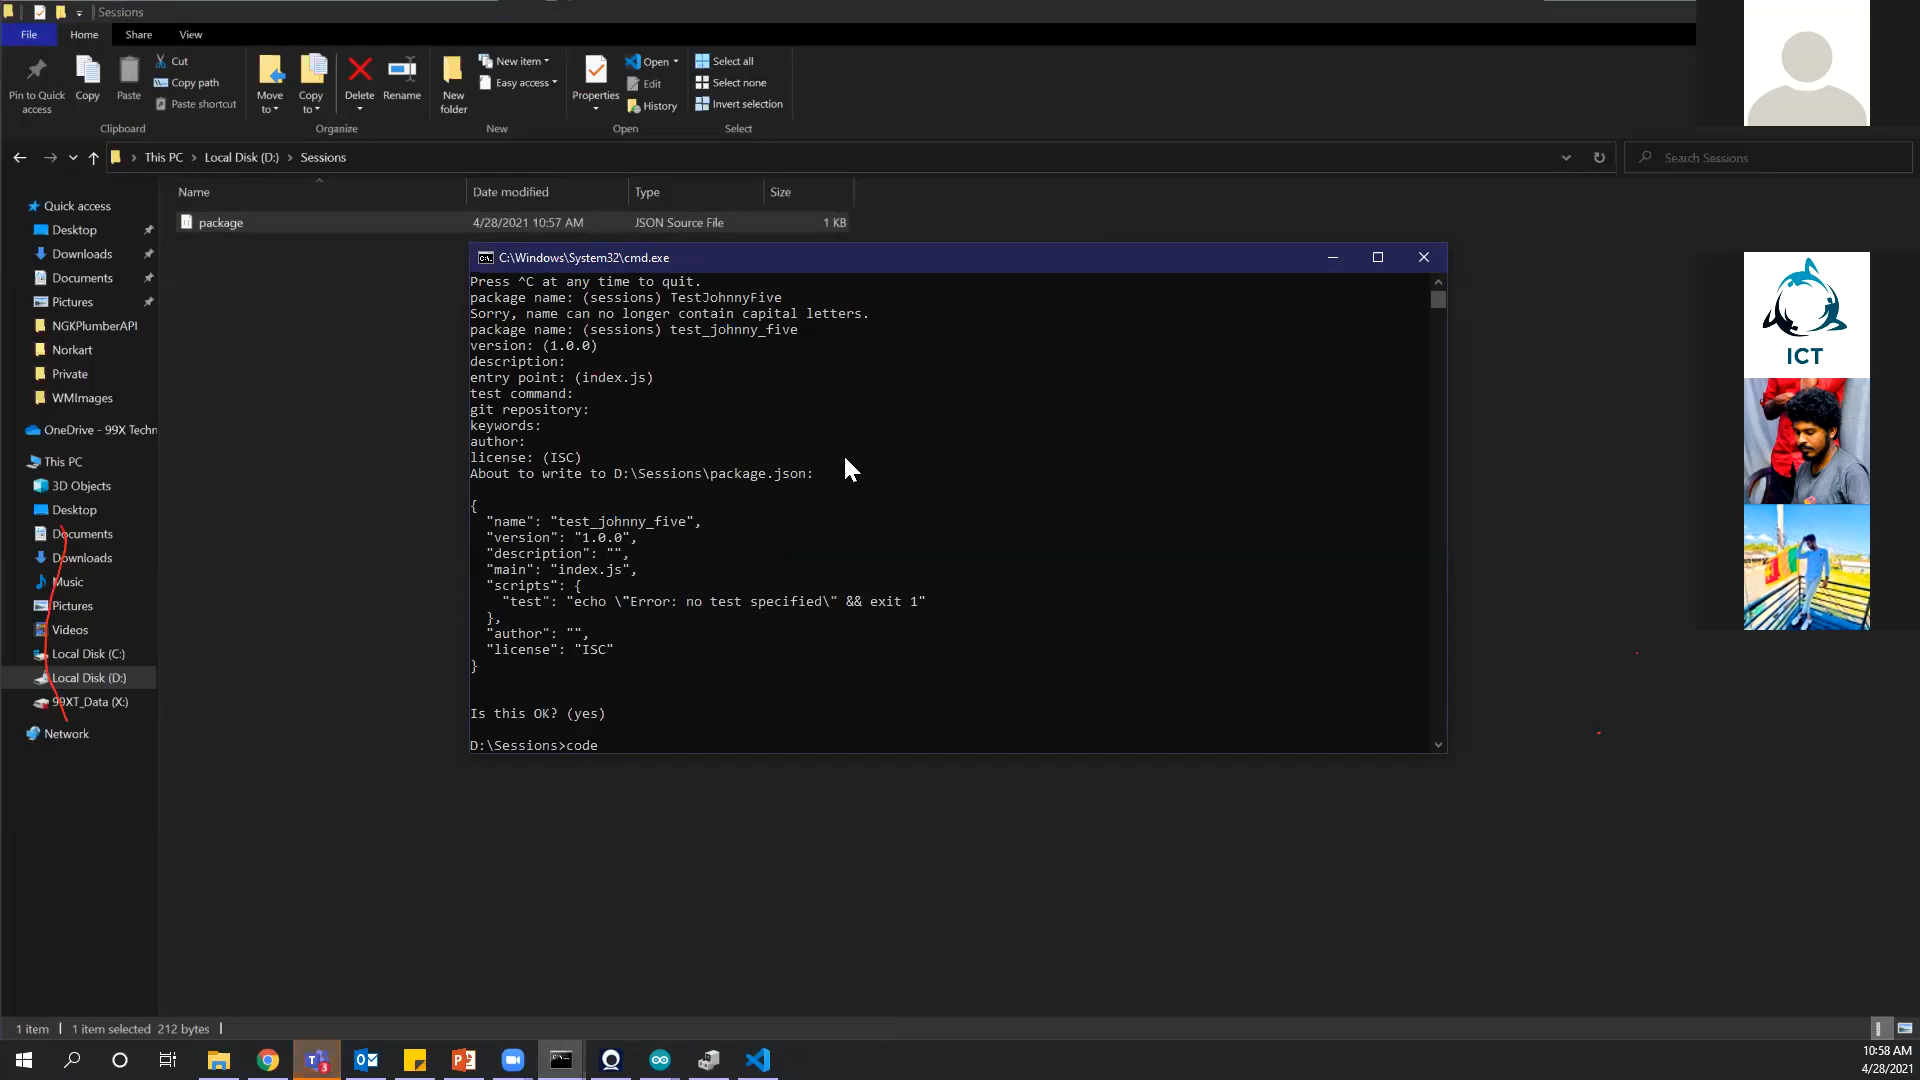 Sessions
File Home Share View
Pin to Quick access
Copy
Paste
Cut
Copy path
Paste shortcut
Clipboard
Move to
Copy to
Delete
Rename
Organize
New folder
New item
Easy access
New
Properties
Open
Edit
History
Open
Select all
Select none
Invert selection
Select
This PC > Local Disk (D:) > Sessions
Search Sessions
Name Date modified Type Size
package 4/28/2021 10:57 AM JSON Source File 1 KB
Quick access
Desktop
Downloads
Documents
Pictures
NGKPlumberAPI
Norkart
Private
WMImages
OneDrive - 99X Techn
This PC
3D Objects
Desktop
Documents
Downloads
Music
Pictures
Videos
Local Disk (C:)
Local Disk (D:)
99XT_Data (X:)
Network
C:\Windows\System32\cmd.exe
Press ^C at any time to quit.
package name: (sessions) TestJohnnyFive
Sorry, name can no longer contain capital letters.
package name: (sessions) test_johnny_five
version: (1.0.0)
description:
entry point: (index.js)
test command:
git repository:
keywords:
author:
license: (ISC)
About to write to D:\Sessions\package.json:
{
"name": "test_johnny_five",
"version": "1.0.0",
"description": "",
"main": "index.js",
"scripts": {
"test": "echo \"Error: no test specified\" && exit 1"
},
"author": "",
"license": "ISC"
}
Is this OK? (yes)
D:\Sessions>code
ICT
1 item 1 item selected 212 bytes
10:58 AM
4/28/2021